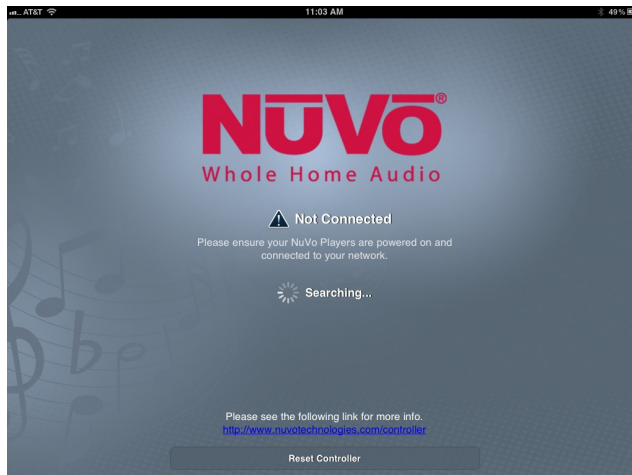 AT&T 11:03 AM 49%
NŪVŌ®
Whole Home Audio
Not Connected
Please ensure your NuVo Players are powered on and
connected to your network.
Searching...
Please see the following link for more info.
http://www.nuvotechnologies.com/controller
Reset Controller